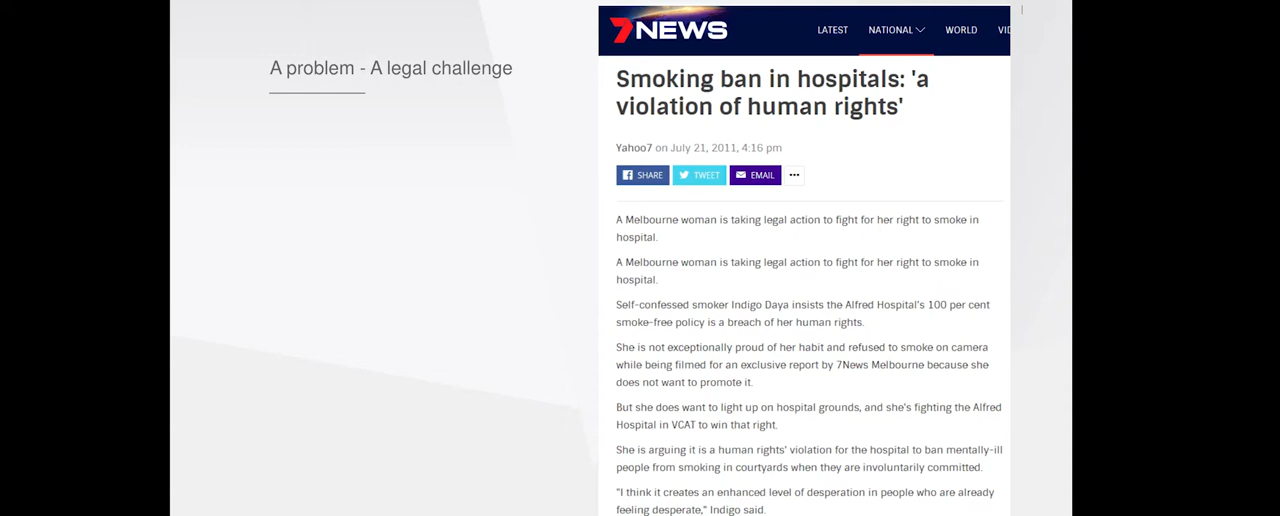 A problem - A legal challenge
7NEWS
LATEST NATIONAL WORLD
Smoking ban in hospitals: 'a
violation of human rights'
Yahoo7 on July 21, 2011, 4:16 pm
SHARE TWEET EMAIL ...
A Melbourne woman is taking legal action to fight for her right to smoke in
hospital.
A Melbourne woman is taking legal action to fight for her right to smoke in
hospital.
Self-confessed smoker Indigo Daya insists the Alfred Hospital's 100 per cent
smoke-free policy is a breach of her human rights.
She is not exceptionally proud of her habit and refused to smoke on camera
while being filmed for an exclusive report by 7News Melbourne because she
does not want to promote it.
But she does want to light up on hospital grounds, and she's fighting the Alfred
Hospital in VCAT to win that right.
She is arguing it is a human rights' violation for the hospital to ban mentally-ill
people from smoking in courtyards when they are involuntarily committed.
"I think it creates an enhanced level of desperation in people who are already
feeling desperate," Indigo said.